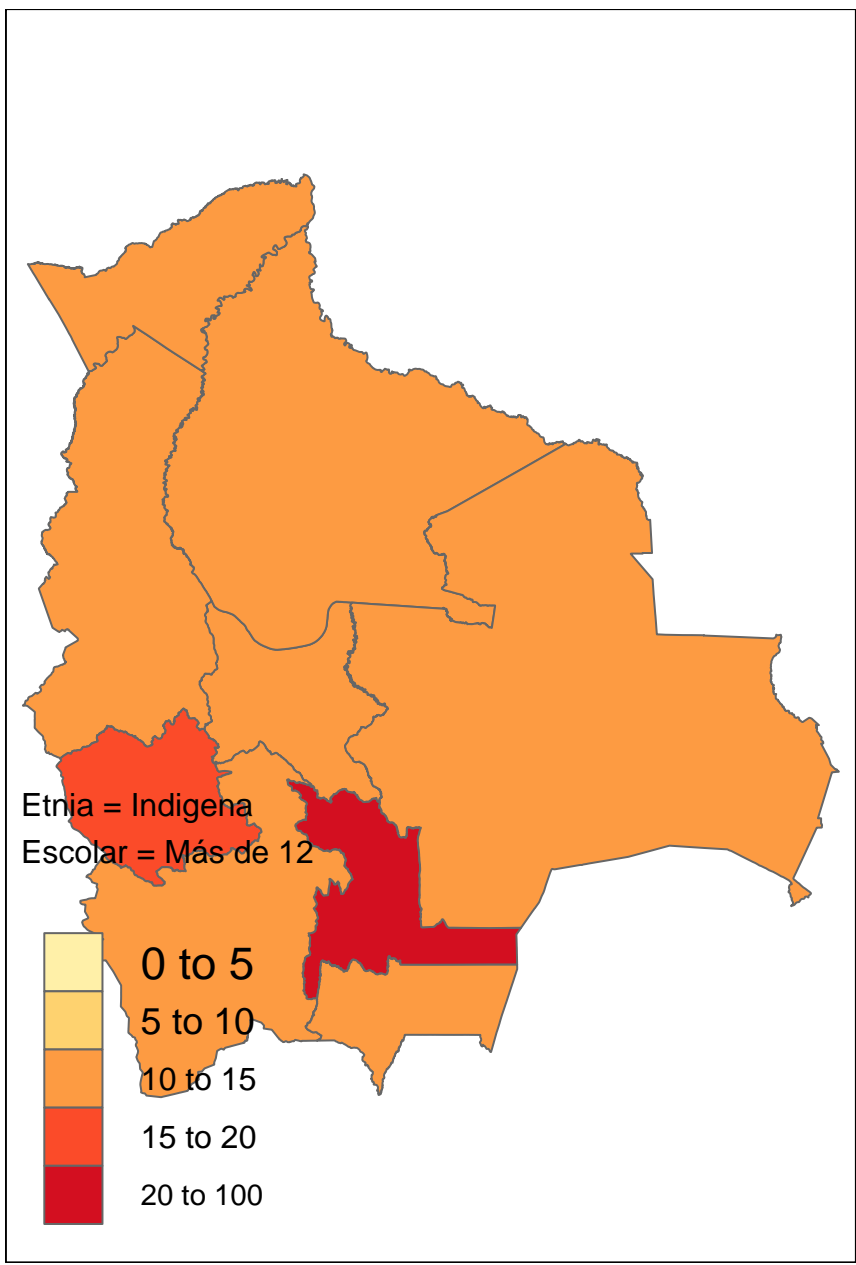 Etnia = Indigena
Escolar = Más de 12
0 to 5
5 to 10
10 to 15
15 to 20
20 to 100